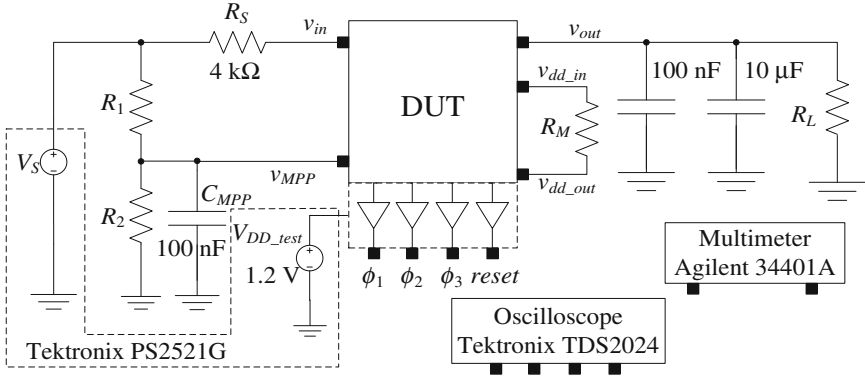 R_S
v_in
v_out
4 kΩ
100 nF
10 µF
v_dd_in
DUT
R_1
R_M
R_L
V_S
v_MPP
v_dd_out
C_MPP
R_2
V_DD_test
100 nF
1.2 V
ϕ_1 ϕ_2 ϕ_3 reset
Multimeter
Agilent 34401A
Oscilloscope
Tektronix TDS2024
Tektronix PS2521G